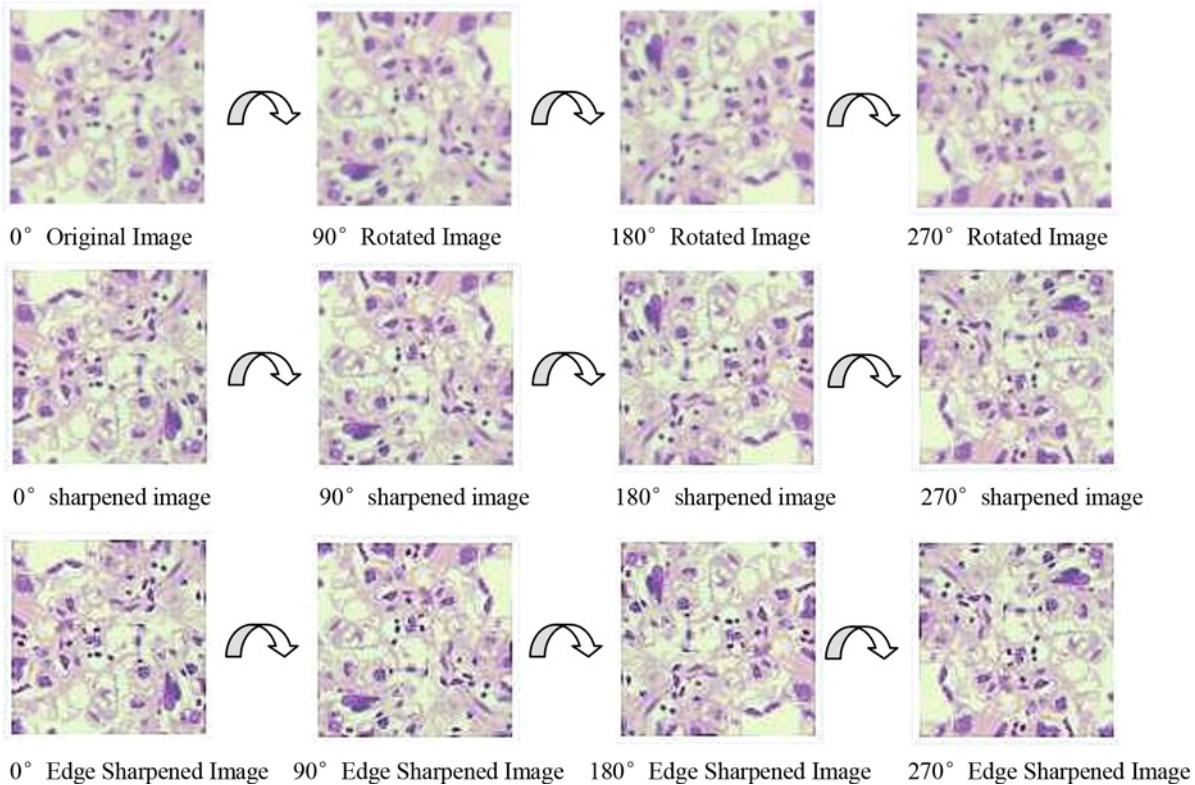 0° Original Image
90° Rotated Image
180° Rotated Image
270° Rotated Image
0° sharpened image
90° sharpened image
180° sharpened image
270° sharpened image
0° Edge Sharpened Image
90° Edge Sharpened Image
180° Edge Sharpened Image
270° Edge Sharpened Image